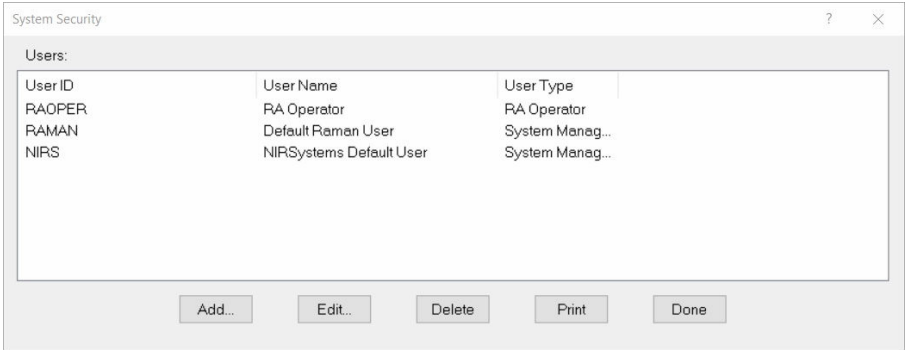 System Security ? ×
Users:
User ID User Name User Type
RAOPER RA Operator RA Operator
RAMAN Default Raman User System Manag...
NIRS NIRSystems Default User System Manag...
Add... Edit... Delete Print Done